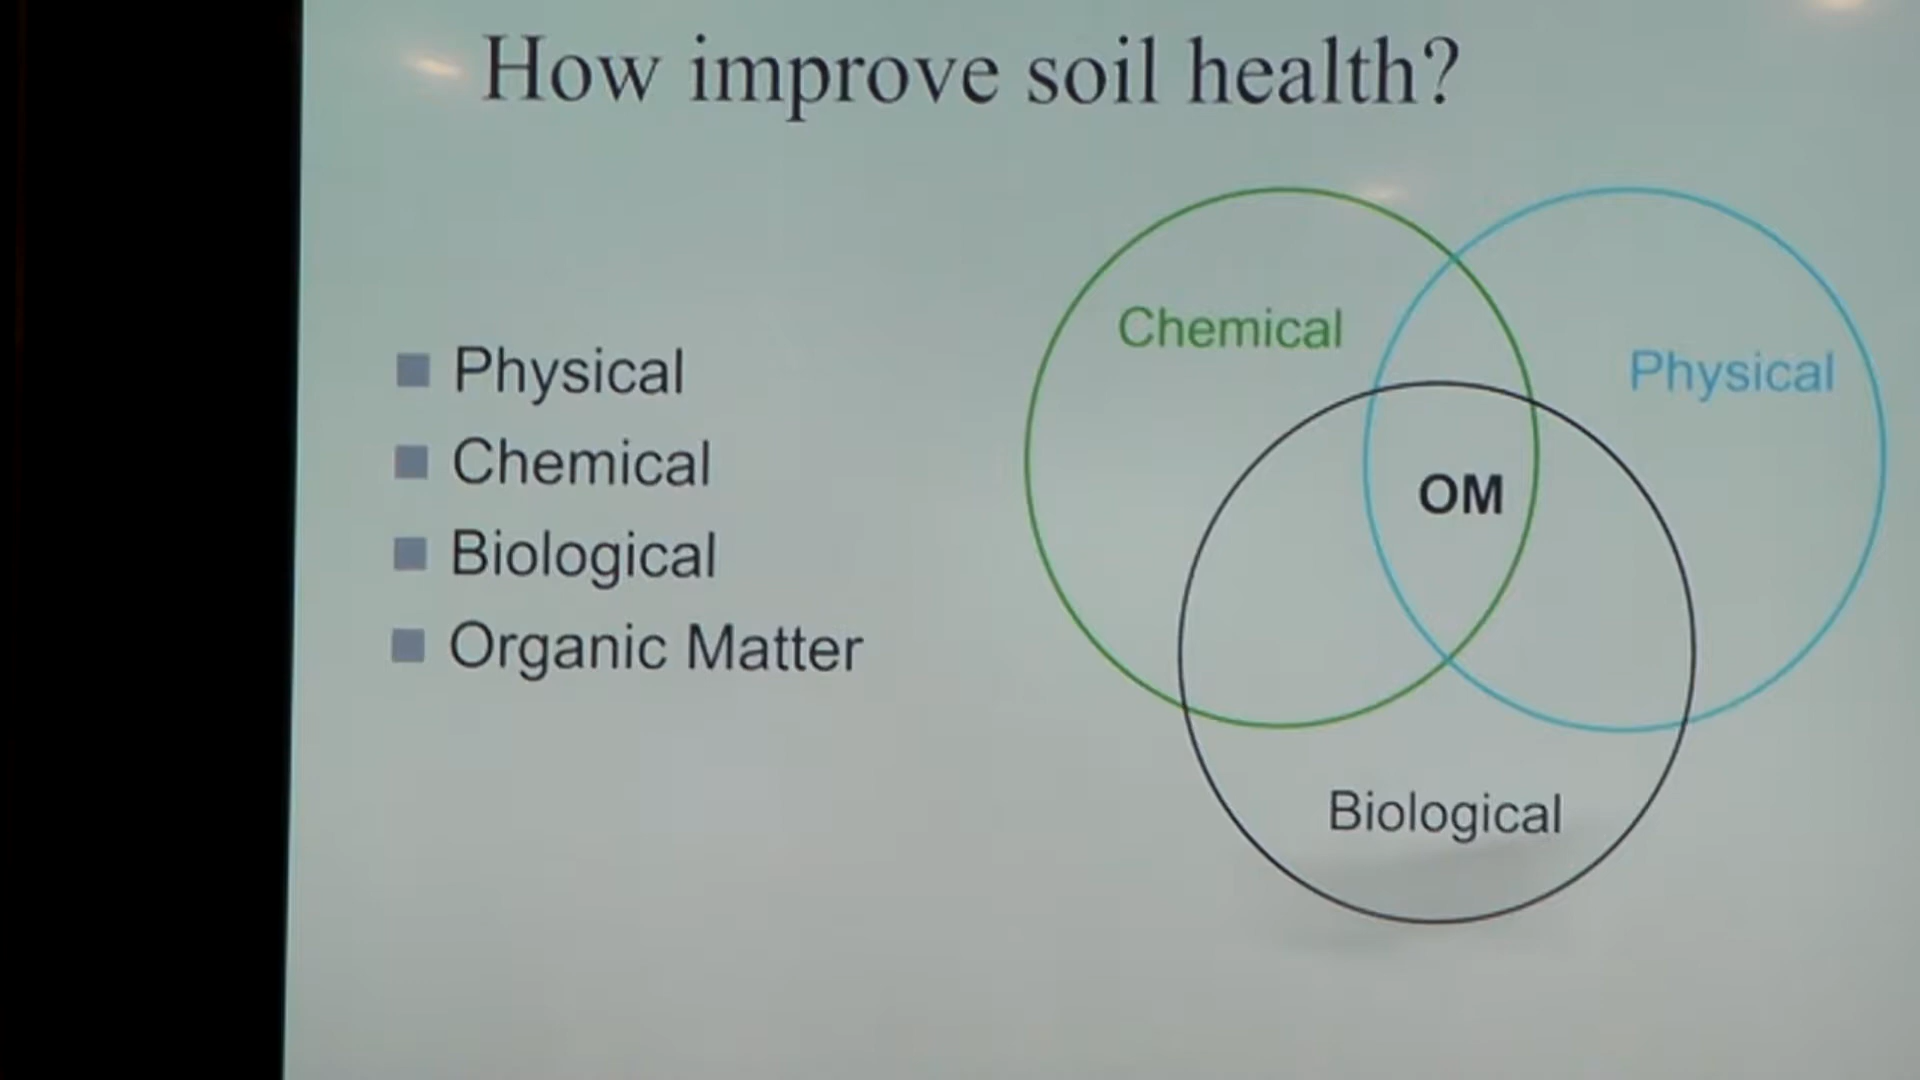 How improve soil health?
Physical
Chemical
Biological
Organic Matter
Chemical
Physical
OM
Biological